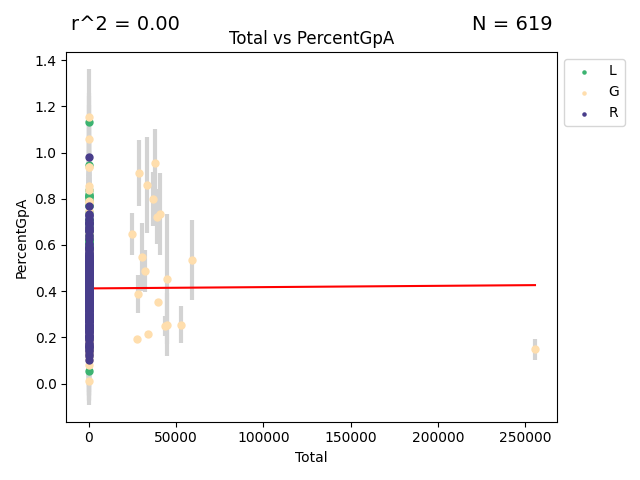 r^2 = 0.00
N = 619
Total vs PercentGpA
L
G
R
1.4
1.2
1.0
0.8
0.6
0.4
0.2
0.0
PercentGpA
0
50000
100000
150000
200000
250000
Total